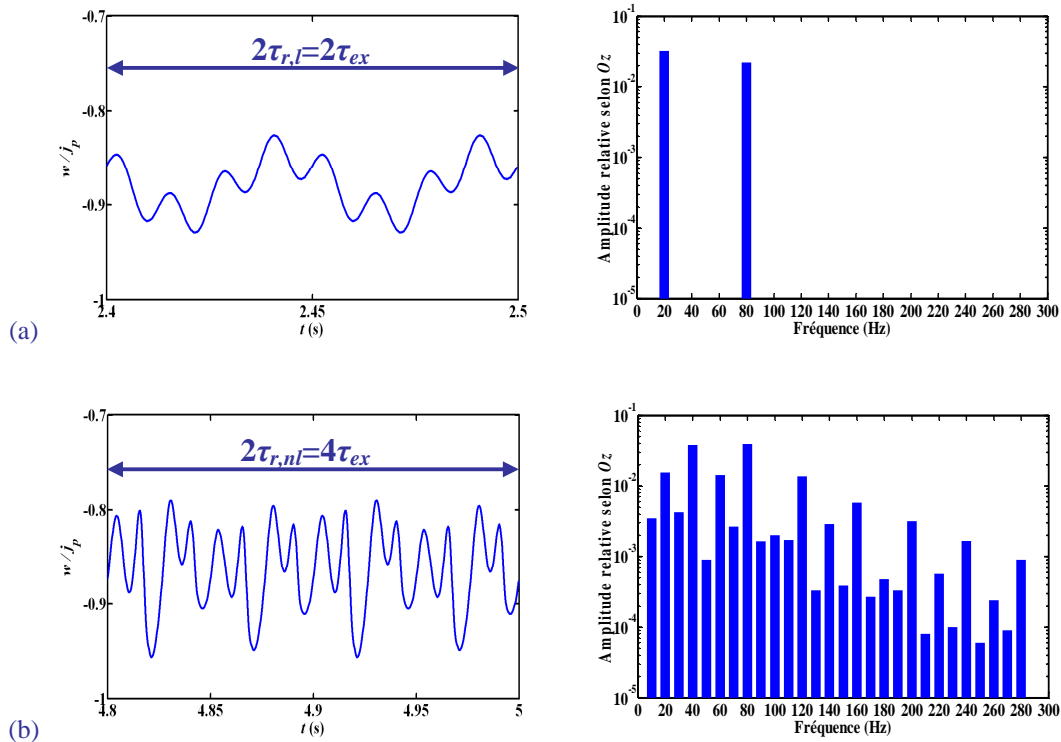 -0.7
2τr,l=2τex
-0.8
-0.9
-1
w/jp
2.4
2.45
2.5
t (s)
(a)
10-1
10-2
10-3
10-4
10-5
Amplitude relative selon Oz
0 20 40 60 80 100 120 140 160 180 200 220 240 260 280 300
Fréquence (Hz)
-0.7
2τr,nl=4τex
-0.8
-0.9
-1
w/jp
4.8
4.85
4.9
4.95
5
t (s)
(b)
10-1
10-2
10-3
10-4
10-5
Amplitude relative selon Oz
0 20 40 60 80 100 120 140 160 180 200 220 240 260 280 300
Fréquence (Hz)